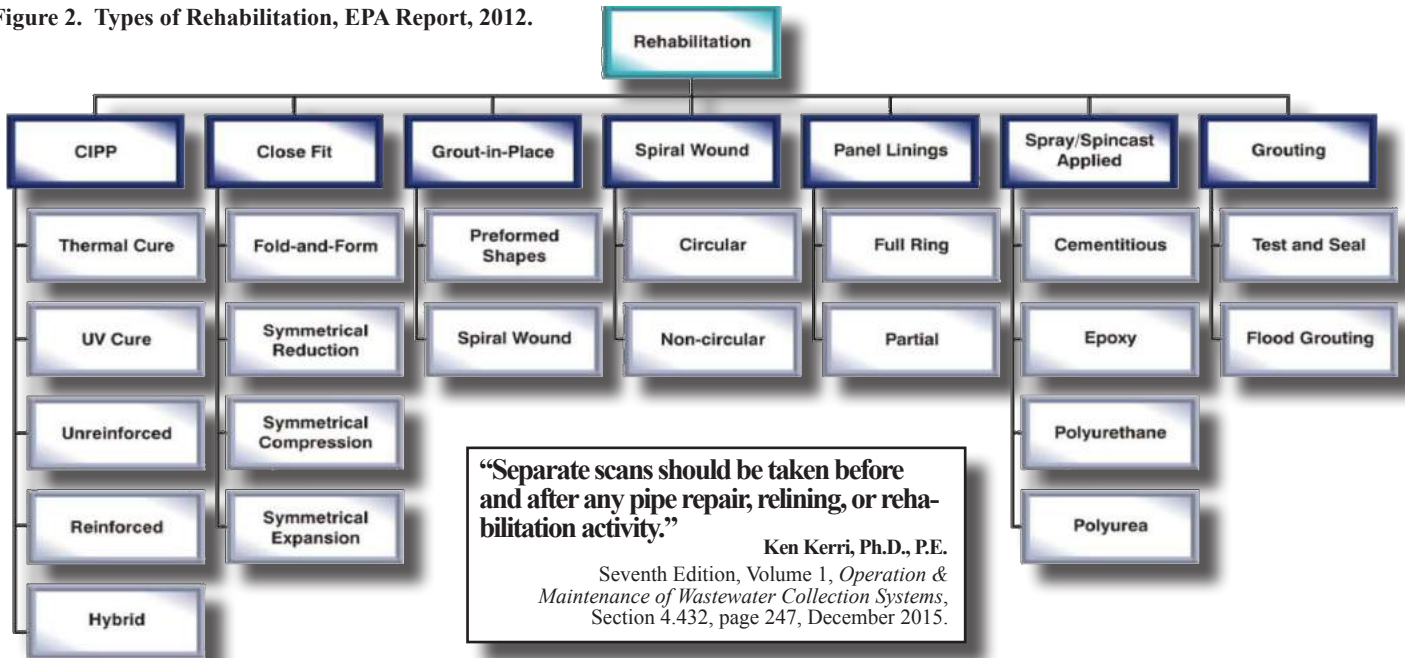 Figure 2.  Types of Rehabilitation, EPA Report, 2012.
Rehabilitation
CIPP
Thermal Cure
UV Cure
Unreinforced
Reinforced
Hybrid
Close Fit
Fold-and-Form
Symmetrical
Reduction
Symmetrical
Compression
Symmetrical
Expansion
Grout-in-Place
Preformed
Shapes
Spiral Wound
Spiral Wound
Circular
Non-circular
Panel Linings
Full Ring
Partial
Spray/Spincast
Applied
Cementitious
Epoxy
Polyurethane
Polyurea
Grouting
Test and Seal
Flood Grouting
“Separate scans should be taken before
and after any pipe repair, relining, or reha-
bilitation activity.”
Ken Kerri, Ph.D., P.E.
Seventh Edition, Volume 1, Operation &
Maintenance of Wastewater Collection Systems,
Section 4.432, page 247, December 2015.